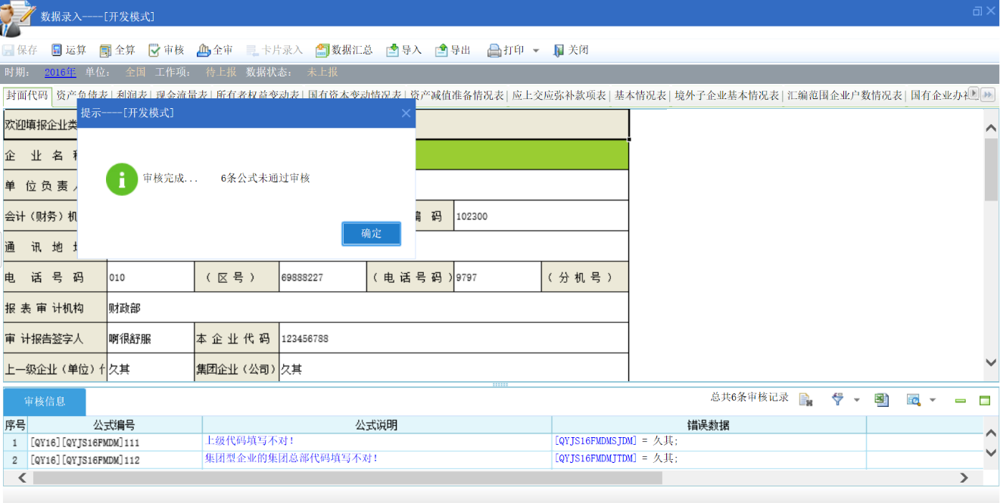 数据录入----[开发模式]
保存 运算 全算 审核 全审 卡片录入 数据汇总 导入 导出 打印 关闭
时期: 2016年 单位: 全国 工作项: 待上报 数据状态: 未上报
封面代码 资产负债表 利润表 现金流量表 所有者权益变动表 国有资本变动情况表 资产减值准备情况表 应上交应弥补款项表 基本情况表 境外子企业基本情况表 汇编范围企业户数情况表 国有企业办社
提示----[开发模式]
欢迎填报企业类
企 业 名
审核完成... 6条公式未通过审核
单 位 负 责
会计（财务）机 编 码 102300
确定
通 讯 地
电 话 号 码 010 （ 区 号 ） 69888227 （ 电 话 号 码 ） 9797 （ 分 机 号 ）
报 表 审 计机构 财政部
审 计报告签字人 啊很舒服 本 企 业 代 码 123456788
上一级企业（单位） 久其 集团企业（公司） 久其
审核信息 总共6条审核记录
序号 公式编号 公式说明 错误数据
1 [QY16][QYJS16FMDM]111 上级代码填写不对! [QYJS16FMDMSJDM] = 久其;
2 [QY16][QYJS16FMDM]112 集团型企业的集团总部代码填写不对! [QYJS16FMDMJTDM] = 久其;